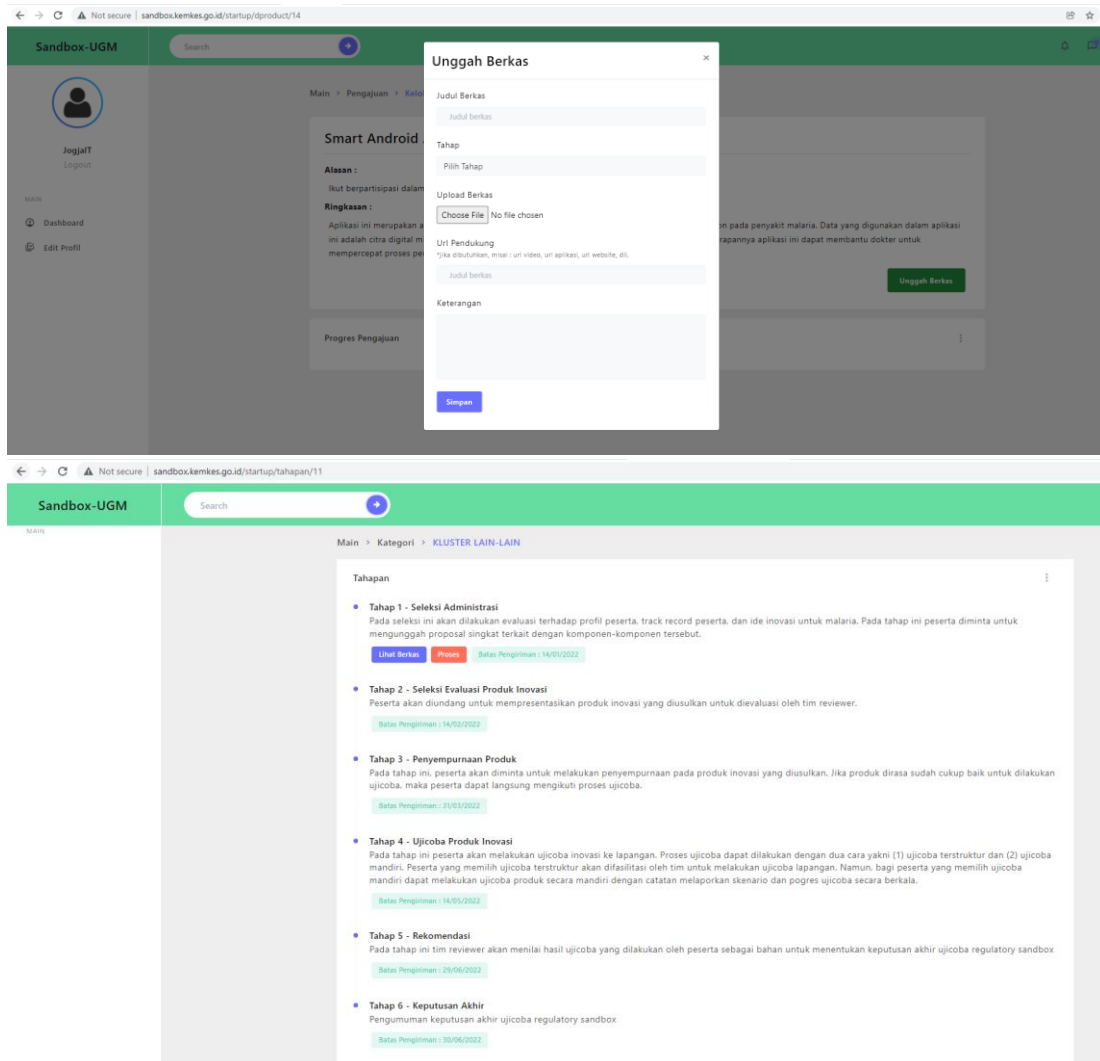 Not secure | sandbox.kemkes.go.id/startup/dproduct/14
Sandbox-UGM
Search
JogjaIT
Logout
MAIN
Dashboard
Edit Profil
Main > Pengajuan > Kelo
Smart Android
Alasan :
Ikut berpartisipasi dalam
Ringkasan :
Aplikasi ini merupakan a
on pada penyakit malaria. Data yang digunakan dalam aplikasi
ini adalah citra digital m
rapannya aplikasi ini dapat membantu dokter untuk
mempercepat proses pe
Unggah Berkas
Progres Pengajuan
Unggah Berkas ×
Judul Berkas
Judul berkas
Tahap
Pilih Tahap
Upload Berkas
Choose File No file chosen
Url Pendukung
*Jika dibutuhkan, misal : url video, url aplikasi, url website, dll.
Judul berkas
Keterangan
Simpan
Not secure | sandbox.kemkes.go.id/startup/tahapan/11
Sandbox-UGM
Search
MAIN
Main > Kategori > KLUSTER LAIN-LAIN
Tahapan
Tahap 1 - Seleksi Administrasi
Pada seleksi ini akan dilakukan evaluasi terhadap profil peserta, track record peserta, dan ide inovasi untuk malaria. Pada tahap ini peserta diminta untuk
mengunggah proposal singkat terkait dengan komponen-komponen tersebut.
Lihat Berkas Proses Batas Pengiriman : 14/01/2022
Tahap 2 - Seleksi Evaluasi Produk Inovasi
Peserta akan diundang untuk mempresentasikan produk inovasi yang diusulkan untuk dievaluasi oleh tim reviewer.
Batas Pengiriman : 14/02/2022
Tahap 3 - Penyempurnaan Produk
Pada tahap ini, peserta akan diminta untuk melakukan penyempurnaan pada produk inovasi yang diusulkan. Jika produk dirasa sudah cukup baik untuk dilakukan
ujicoba, maka peserta dapat langsung mengikuti proses ujicoba.
Batas Pengiriman : 31/03/2022
Tahap 4 - Ujicoba Produk Inovasi
Pada tahap ini peserta akan melakukan ujicoba inovasi ke lapangan. Proses ujicoba dapat dilakukan dengan dua cara yakni (1) ujicoba terstruktur dan (2) ujicoba
mandiri. Peserta yang memilih ujicoba terstruktur akan difasilitasi oleh tim untuk melakukan ujicoba lapangan. Namun, bagi peserta yang memilih ujicoba
mandiri dapat melakukan ujicoba produk secara mandiri dengan catatan melaporkan skenario dan pogres ujicoba secara berkala.
Batas Pengiriman : 14/05/2022
Tahap 5 - Rekomendasi
Pada tahap ini tim reviewer akan menilai hasil ujicoba yang dilakukan oleh peserta sebagai bahan untuk menentukan keputusan akhir ujicoba regulatory sandbox
Batas Pengiriman : 29/06/2022
Tahap 6 - Keputusan Akhir
Pengumuman keputusan akhir ujicoba regulatory sandbox
Batas Pengiriman : 30/06/2022